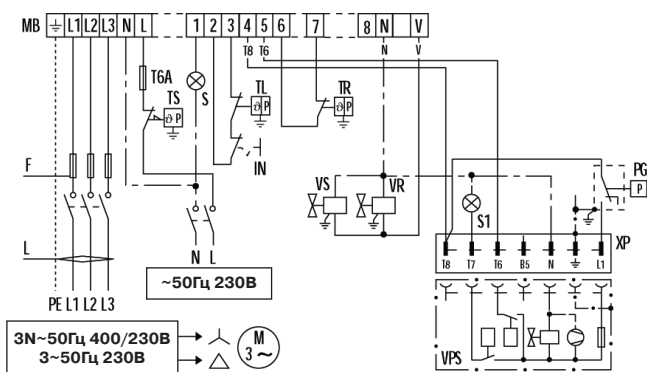 MB L1 L2 L3 N L 1 2 3 4 5 6 7 8 N V
T8 T6 N V
T6A
TS
S
TL
TR
ϑ P
ϑ P
ϑ P
IN
F
VS
VR
S1
PG
P
XP
T8 T7 T6 B5 N L1
L
N L
~50Гц 230В
PE L1 L2 L3
VPS
3N~50Гц 400/230В
3~50Гц 230В
M
3~